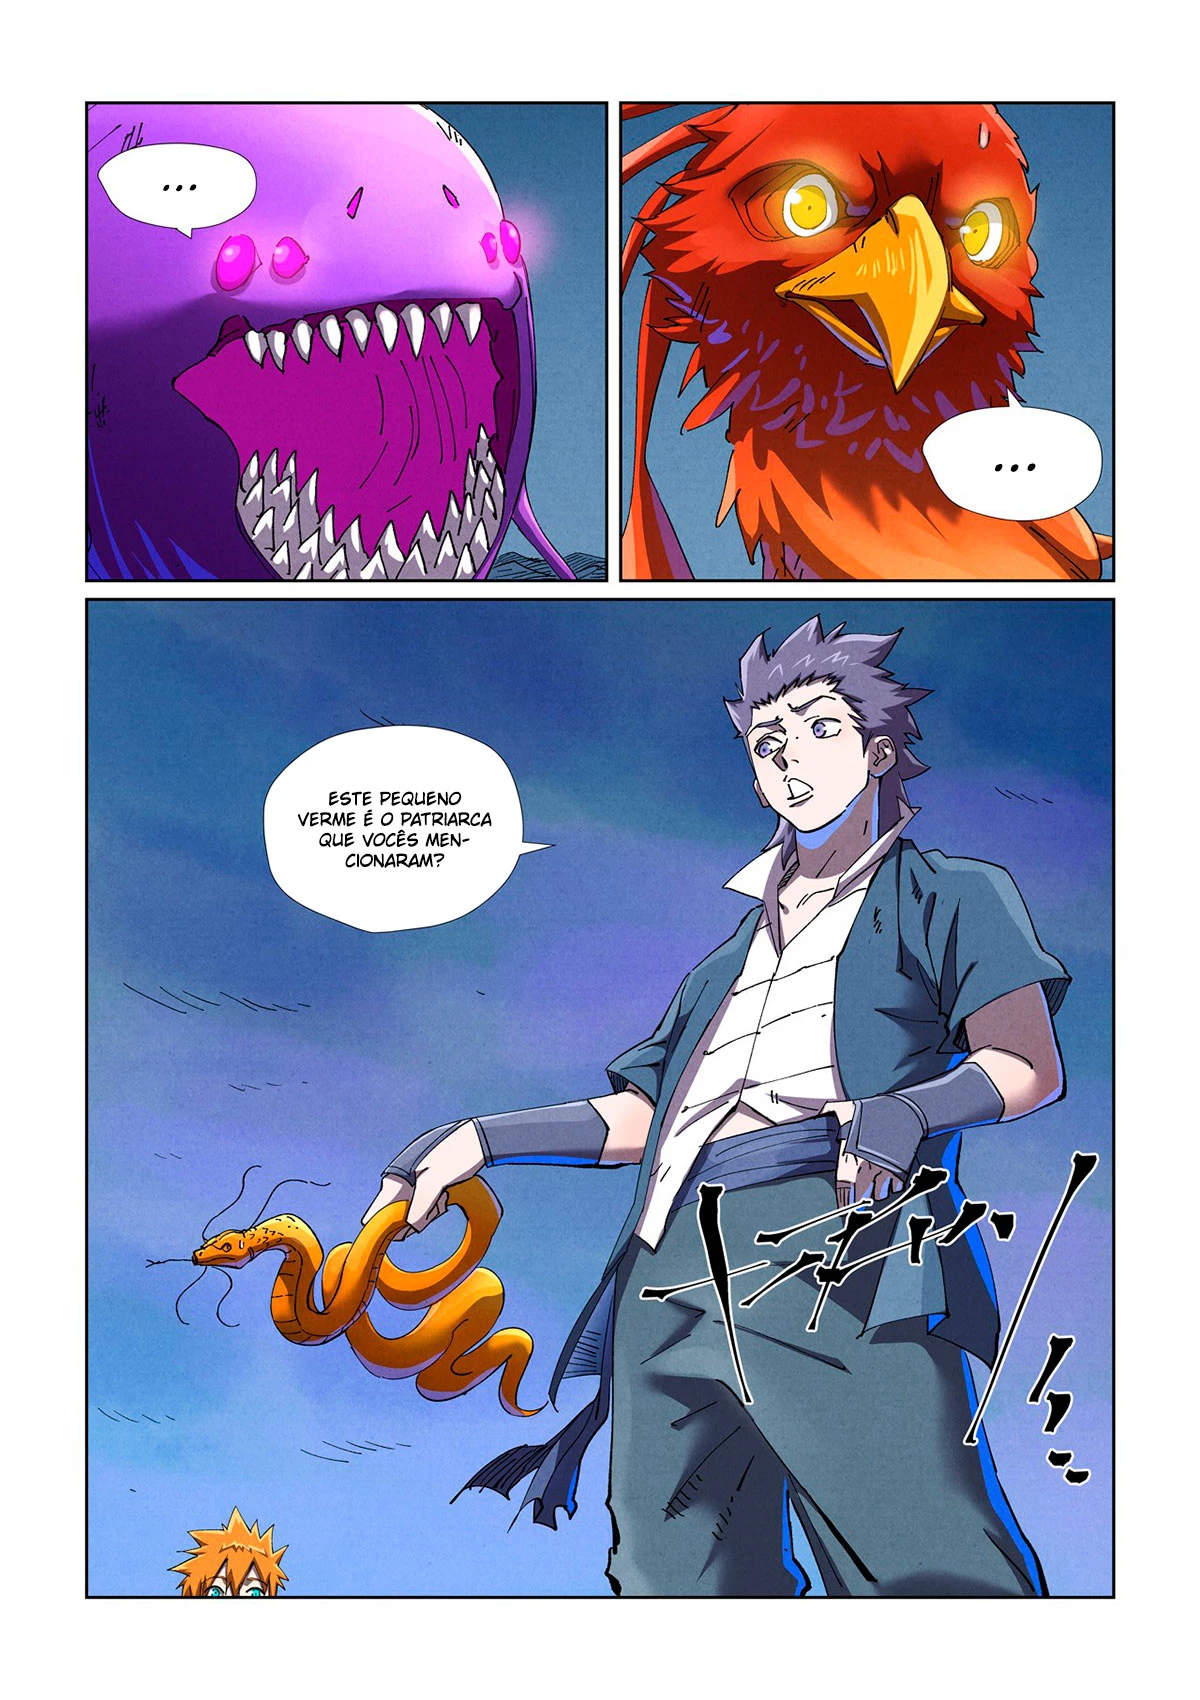 ...
...
ESTE PEQUENO
VERME É O PATRIARCA
QUE VOCÊS MEN-
CIONARAM?